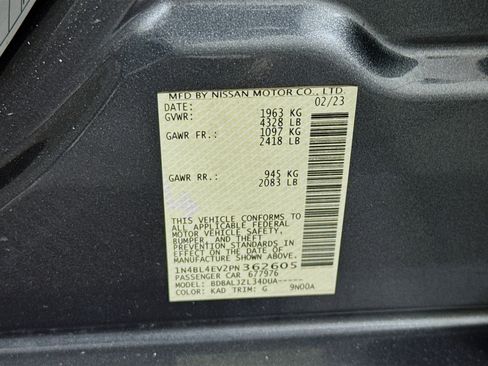 MFD BY NISSAN MOTOR CO., LTD.
DATE: 02/23
GVWR: 1963 KG
4328 LB
GAWR FR: 1097 KG
2418 LB
GAWR RR: 945 KG
2083 LB
THIS VEHICLE CONFORMS TO
ALL APPLICABLE FEDERAL
MOTOR VEHICLE SAFETY,
BUMPER, AND THEFT
PREVENTION STANDARDS IN
EFFECT ON THE DATE OF
MANUFACTURE SHOWN ABOVE.
1N4BL4EV2PN362605
PASSENGER CAR 677976
MODEL: BDBALJZL34DUA-----
COLOR: KAD TRIM: G 9N00A